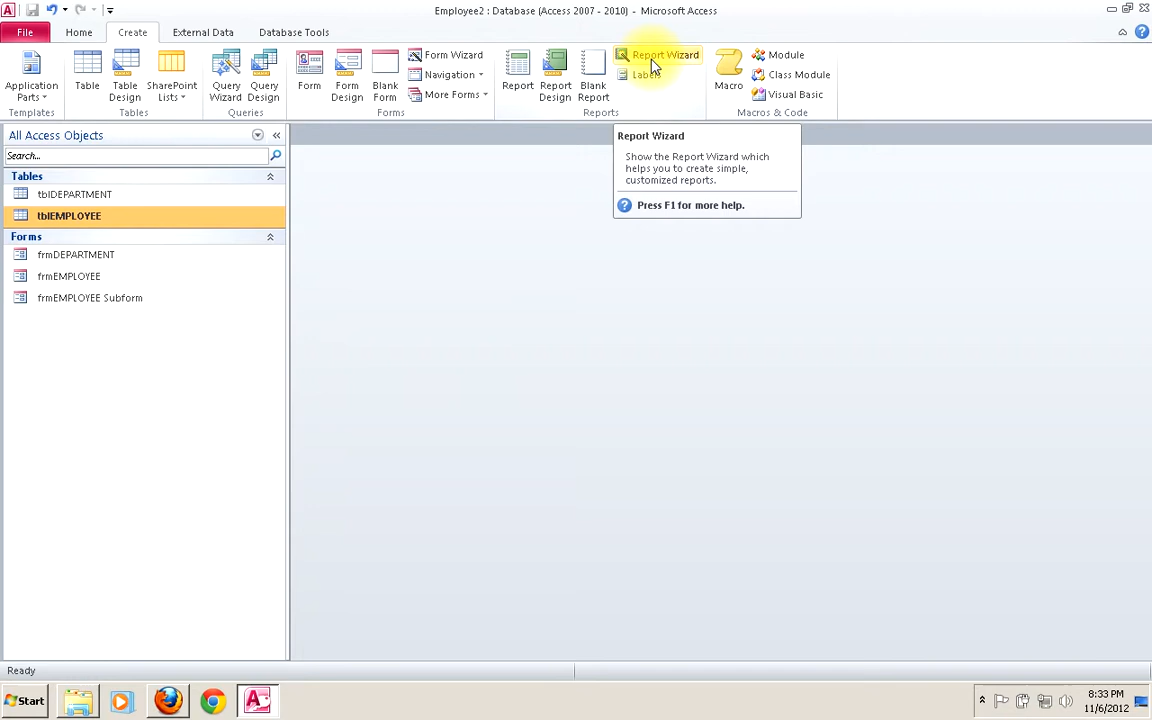 Employee2 : Database (Access 2007 - 2010) - Microsoft Access
File Home Create External Data Database Tools
Application Parts
Table
Table Design
SharePoint Lists
Query Wizard
Query Design
Form
Form Design
Blank Form
Form Wizard
Navigation
More Forms
Report
Report Design
Blank Report
Report Wizard
Labels
Macro
Module
Class Module
Visual Basic
Templates Tables Queries Forms Reports Macros & Code
All Access Objects
Search...
Tables
tblDEPARTMENT
tblEMPLOYEE
Forms
frmDEPARTMENT
frmEMPLOYEE
frmEMPLOYEE Subform
Report Wizard
Show the Report Wizard which
helps you to create simple,
customized reports.
Press F1 for more help.
Ready
Start
8:33 PM
11/6/2012